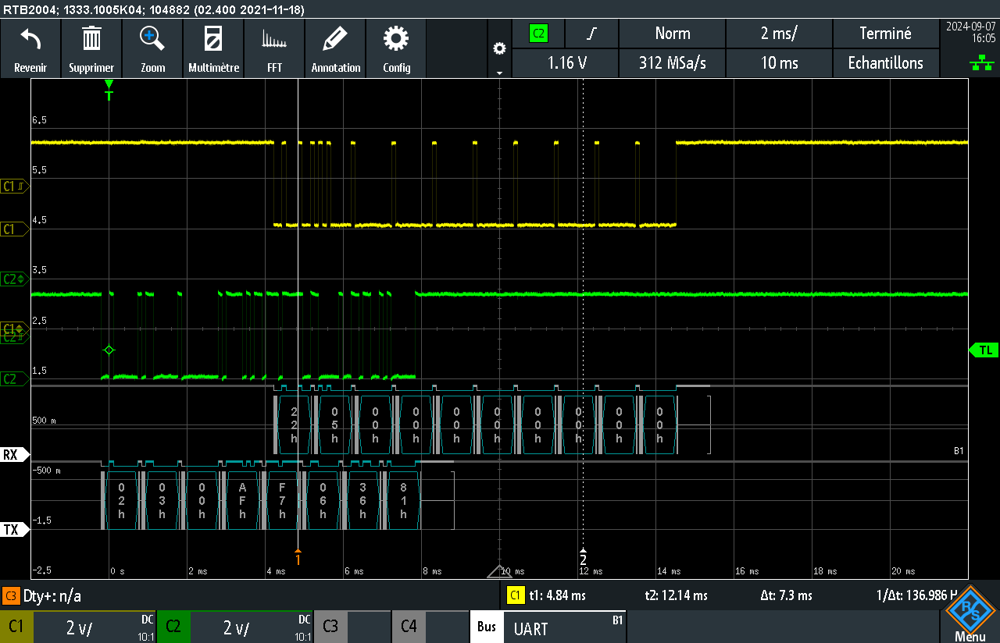 RTB2004; 1333.1005K04; 104882 (02.400 2021-11-18)
Revenir Supprimer Zoom Multimètre FFT Annotation Config
C2 Norm 2 ms/ Terminé
1.16 V 312 MSa/s 10 ms Echantillons
2024-09-07
16:05
T
6.5
5.5
C1
4.5
C1
3.5
C2
2.5
C1
C2
TL
1.5
C2
22h 05h 00h 00h 00h 00h 00h 00h 00h 00h
500 m
RX
B1
-500 m
02h 03h 00h AFh F7h 06h 36h 81h
-1.5
TX
1 2
-2.5
0 s 2 ms 4 ms 6 ms 8 ms 10 ms 12 ms 14 ms 16 ms 18 ms 20 ms
C3 Dty+: n/a C1 t1: 4.84 ms t2: 12.14 ms Δt: 7.3 ms 1/Δt: 136.986 H
C1 2 v/ DC 10:1 C2 2 v/ DC 10:1 C3 C4 Bus UART B1
R&S
Menu